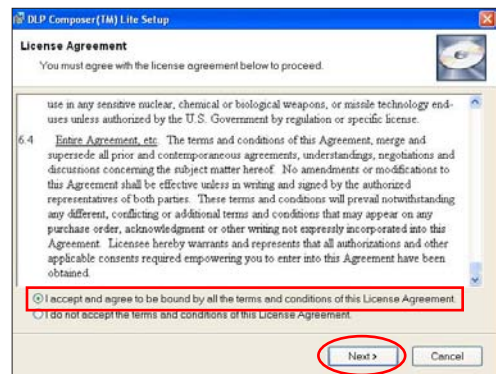 DLP Composer(TM) Lite Setup
License Agreement
You must agree with the license agreement below to proceed.
use in any sensitive nuclear, chemical or biological weapons, or missile technology end-
uses unless authorized by the U.S. Government by regulation or specific license.
6.4 Entire Agreement, etc. The terms and conditions of this Agreement, merge and
supersede all prior and contemporaneous agreements, understandings, negotiations and
discussions concerning the subject matter hereof. No amendments or modifications to
this Agreement shall be effective unless in writing and signed by the authorized
representatives of both parties. These terms and conditions will prevail notwithstanding
any different, conflicting or additional terms and conditions that may appear on any
purchase order, acknowledgment or other writing not expressly incorporated into this
Agreement. Licensee hereby warrants and represents that all authorizations and other
applicable consents required empowering you to enter into this Agreement have been
obtained.
I accept and agree to be bound by all the terms and conditions of this License Agreement.
I do not accept the terms and conditions of this License Agreement.
Next > Cancel